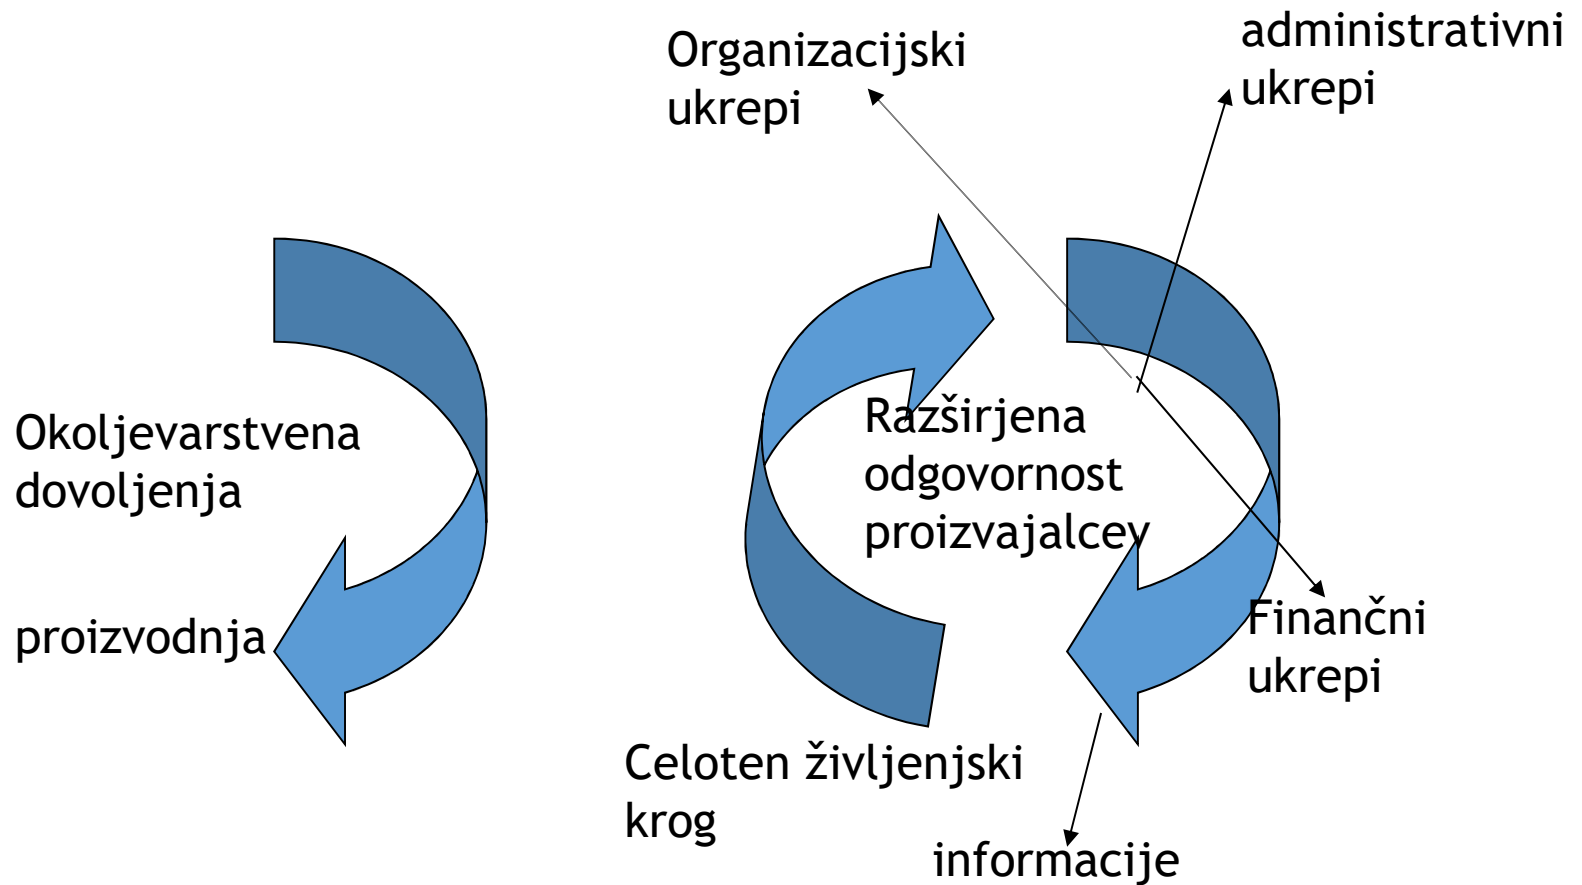 Organizacijski
ukrepi
administrativni
ukrepi
Okoljevarstvena
dovoljenja
proizvodnja
Razširjena
odgovornost
proizvajalcev
Finančni
ukrepi
Celoten življenjski
krog
informacije